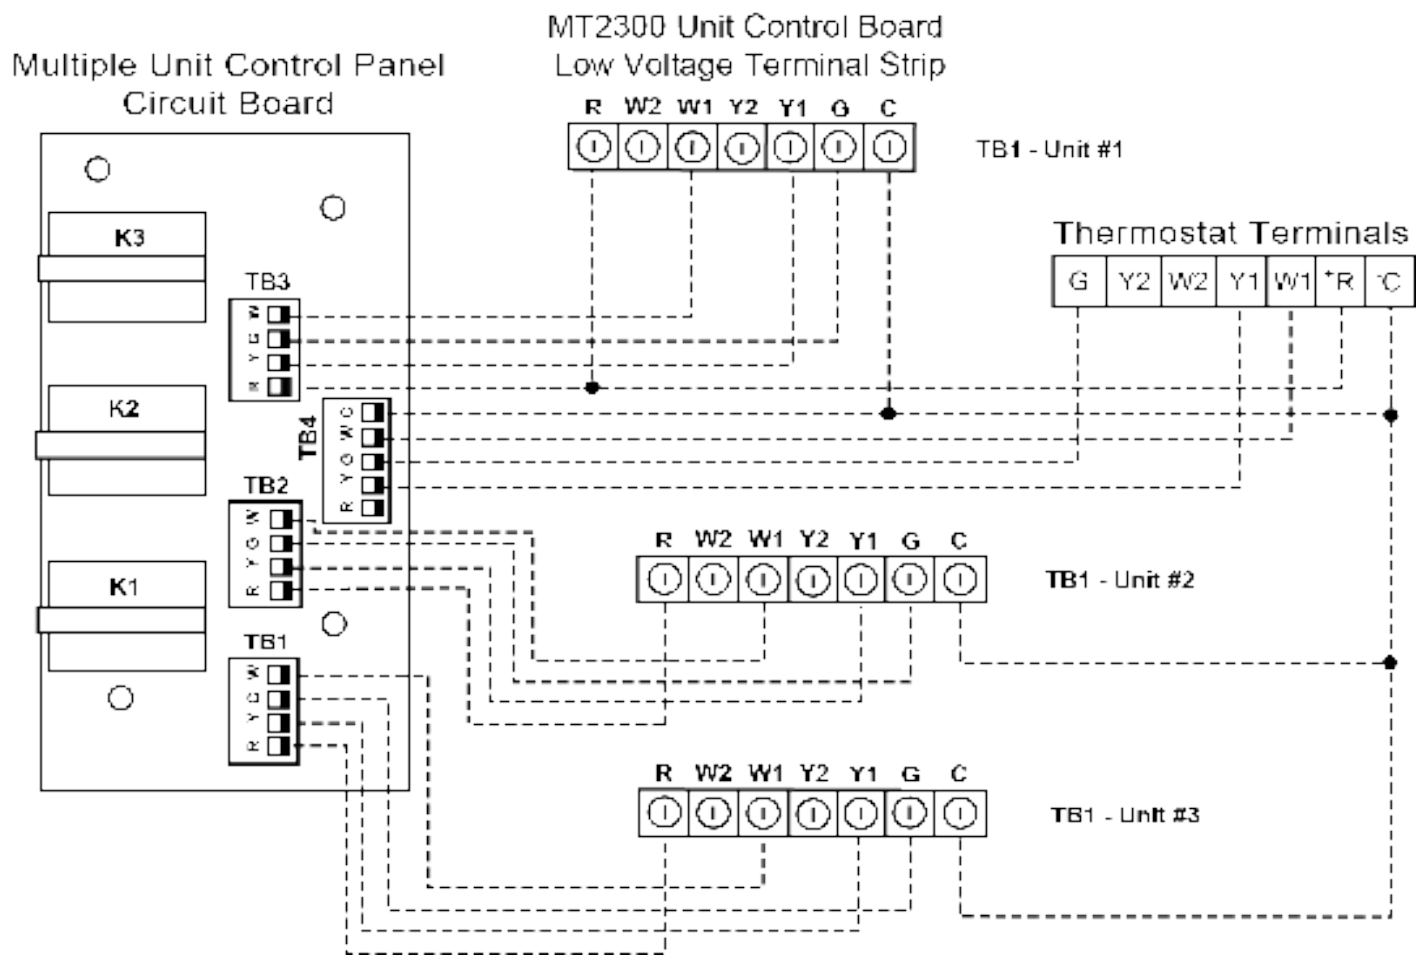 MT2300 Unit Control Board
Low Voltage Terminal Strip
Multiple Unit Control Panel
Circuit Board
R W2 W1 Y2 Y1 G C
TB1 - Unit #1
K3
Thermostat Terminals
G Y2 W2 Y1 W1 +R -C
TB3
W
G
Y
R
K2
TB4
C
W
G
Y
R
TB2
W
G
Y
R
R W2 W1 Y2 Y1 G C
TB1 - Unit #2
K1
TB1
W
G
Y
R
R W2 W1 Y2 Y1 G C
TB1 - Unit #3